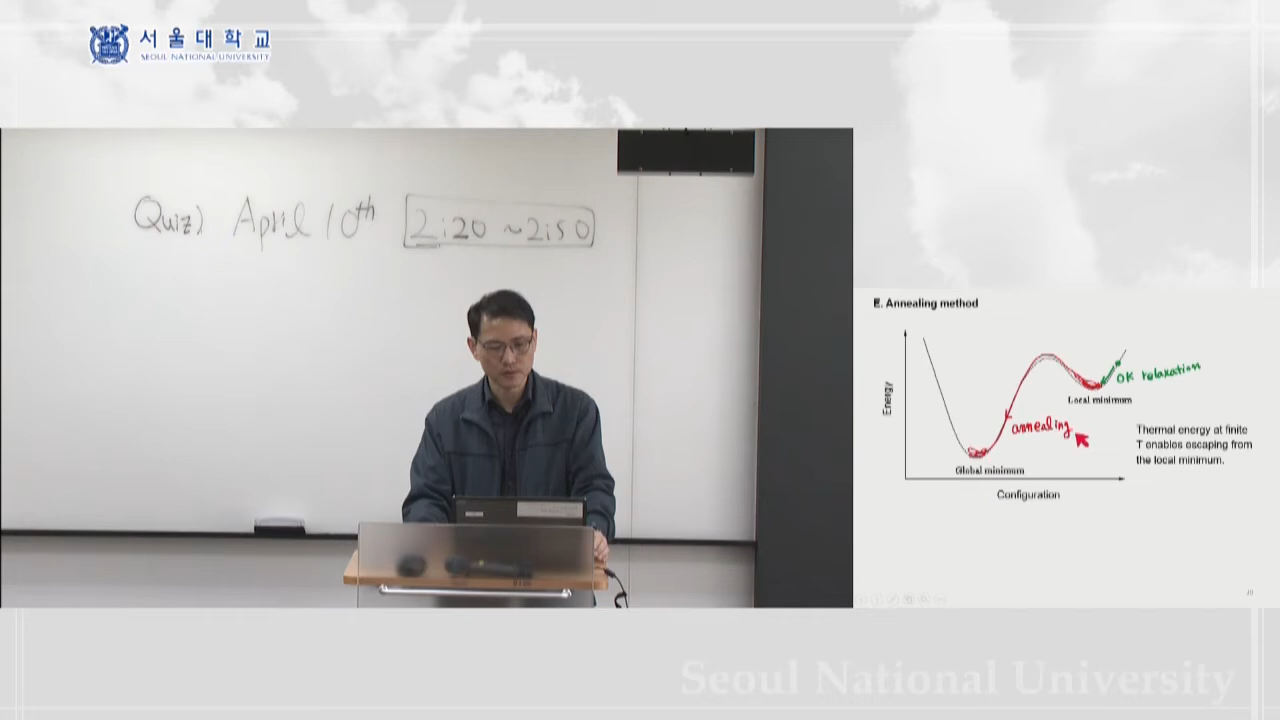 서울대학교
SEOUL NATIONAL UNIVERSITY
Quiz) April 10th 2:20 ~ 2:50
E. Annealing method
Energy
OK relaxation
Local minimum
annealing
Thermal energy at finite
T enables escaping from
the local minimum.
Global minimum
Configuration
Seoul National University